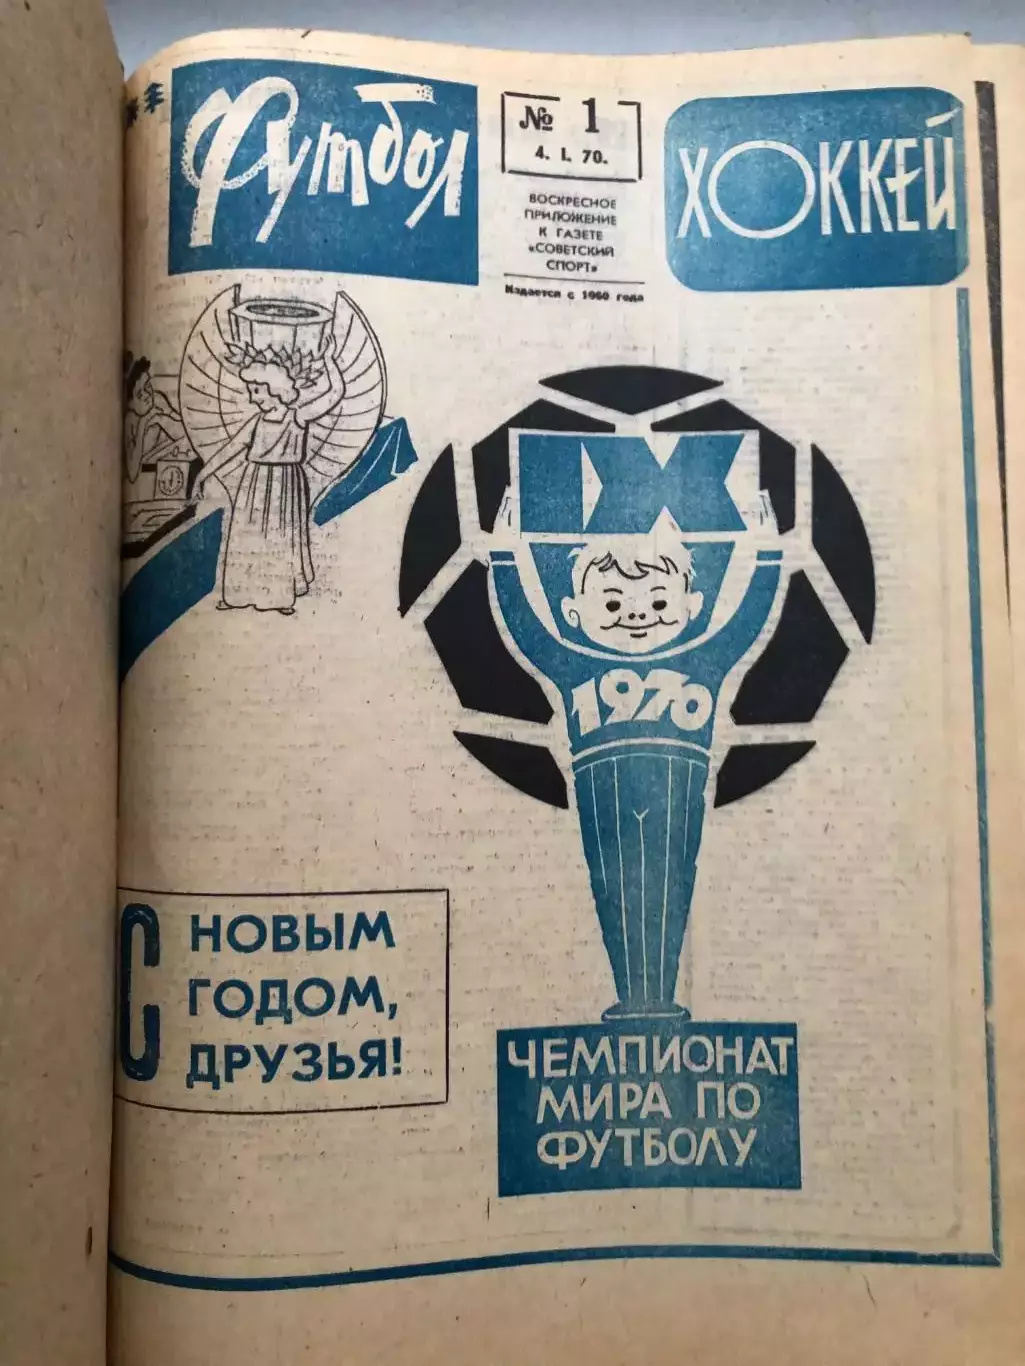 Футбол
№ 1
4. I. 70.
ВОСКРЕСНОЕ
ПРИЛОЖЕНИЕ
К ГАЗЕТЕ
«СОВЕТСКИЙ
СПОРТ»
Издается с 1960 года
ХОККЕЙ
IX
1970
С НОВЫМ
ГОДОМ,
ДРУЗЬЯ!
ЧЕМПИОНАТ
МИРА ПО
ФУТБОЛУ